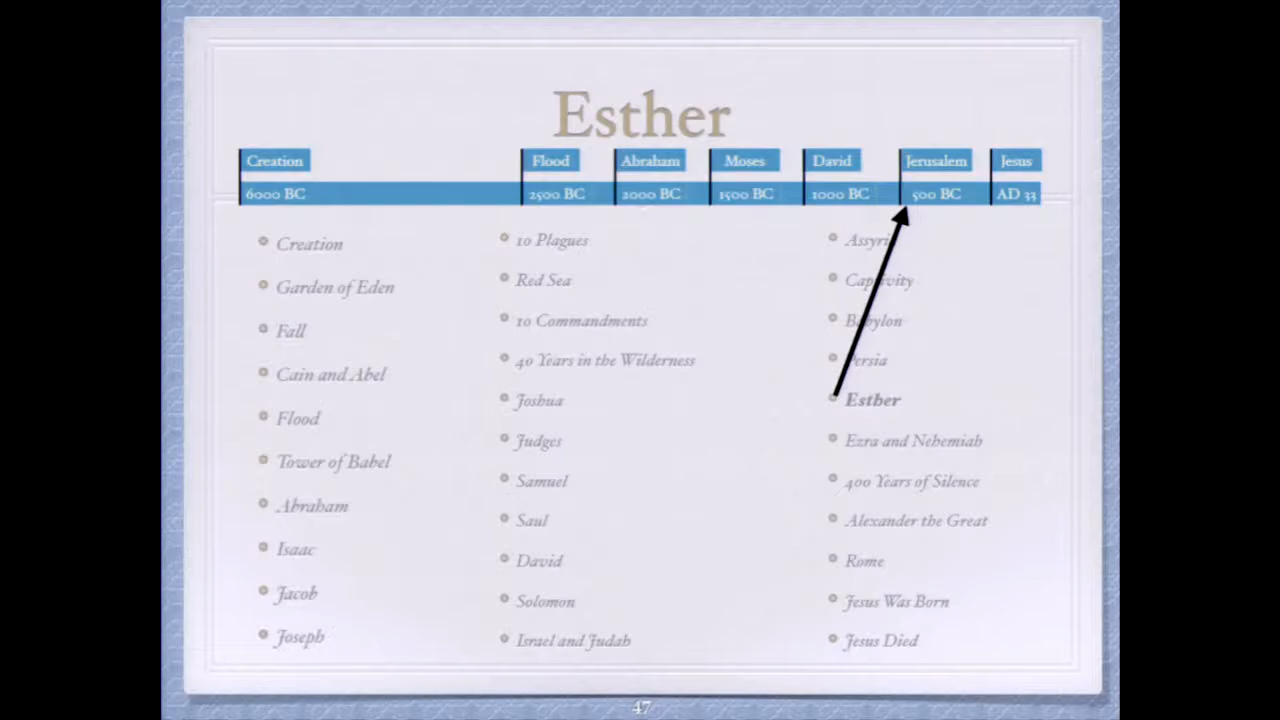 Esther
Creation Flood Abraham Moses David Jerusalem Jesus
6000 BC 2500 BC 2000 BC 1500 BC 1000 BC 500 BC AD 33
Creation
Garden of Eden
Fall
Cain and Abel
Flood
Tower of Babel
Abraham
Isaac
Jacob
Joseph
10 Plagues
Red Sea
10 Commandments
40 Years in the Wilderness
Joshua
Judges
Samuel
Saul
David
Solomon
Israel and Judah
Assyria
Captivity
Babylon
Persia
Esther
Ezra and Nehemiah
400 Years of Silence
Alexander the Great
Rome
Jesus Was Born
Jesus Died
47